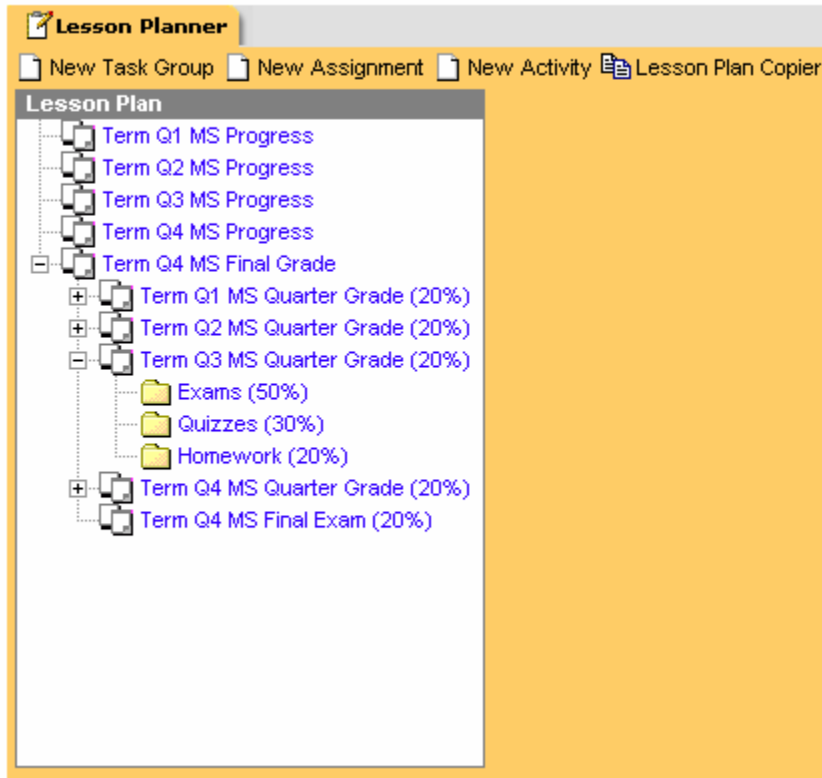 Lesson Planner
New Task Group New Assignment New Activity Lesson Plan Copier
Lesson Plan
Term Q1 MS Progress
Term Q2 MS Progress
Term Q3 MS Progress
Term Q4 MS Progress
Term Q4 MS Final Grade
Term Q1 MS Quarter Grade (20%)
Term Q2 MS Quarter Grade (20%)
Term Q3 MS Quarter Grade (20%)
Exams (50%)
Quizzes (30%)
Homework (20%)
Term Q4 MS Quarter Grade (20%)
Term Q4 MS Final Exam (20%)